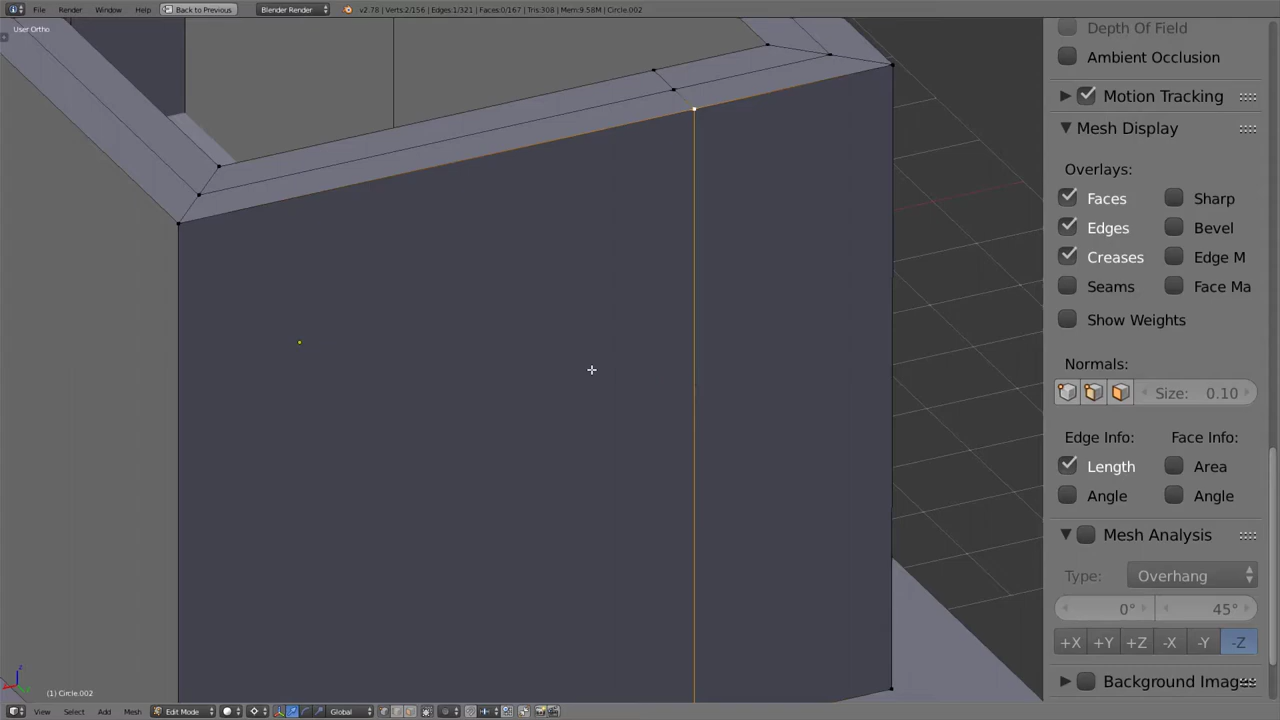 File Render Window Help Back to Previous Blender Render v2.78 | Verts:2/156 | Edges:1/321 | Faces:0/167 | Tris:308 | Mem:9.58M | Circle.002
User Ortho
Depth Of Field
Ambient Occlusion
Motion Tracking
Mesh Display
Overlays:
Faces Sharp
Edges Bevel
Creases Edge M
Seams Face Ma
Show Weights
Normals:
Size: 0.10
Edge Info: Face Info:
Length Area
Angle Angle
Mesh Analysis
Type: Overhang
0° 45°
+X +Y +Z -X -Y -Z
Background Images
z
(1) Circle.002
View Select Add Mesh Edit Mode Global